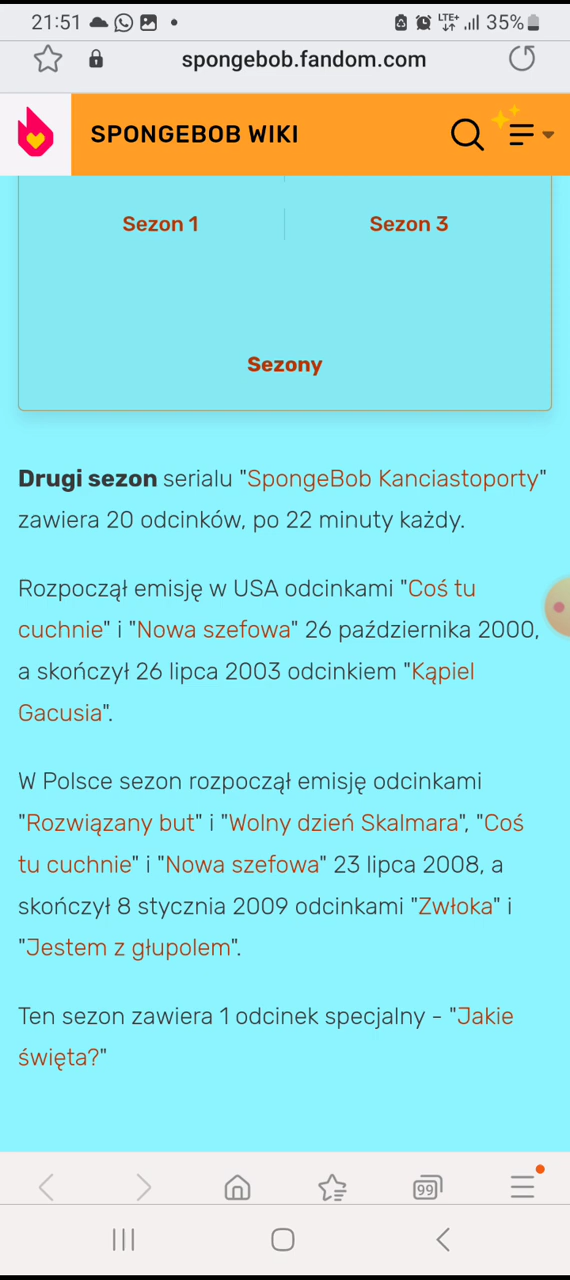 21:51 LTE+ 35%
spongebob.fandom.com
SPONGEBOB WIKI
Sezon 1 Sezon 3
Sezony
Drugi sezon serialu "SpongeBob Kanciastoporty"
zawiera 20 odcinków, po 22 minuty każdy.
Rozpoczął emisję w USA odcinkami "Coś tu
cuchnie" i "Nowa szefowa" 26 października 2000,
a skończył 26 lipca 2003 odcinkiem "Kąpiel
Gacusia".
W Polsce sezon rozpoczął emisję odcinkami
"Rozwiązany but" i "Wolny dzień Skalmara", "Coś
tu cuchnie" i "Nowa szefowa" 23 lipca 2008, a
skończył 8 stycznia 2009 odcinkami "Zwłoka" i
"Jestem z głupolem".
Ten sezon zawiera 1 odcinek specjalny - "Jakie
święta?"
99